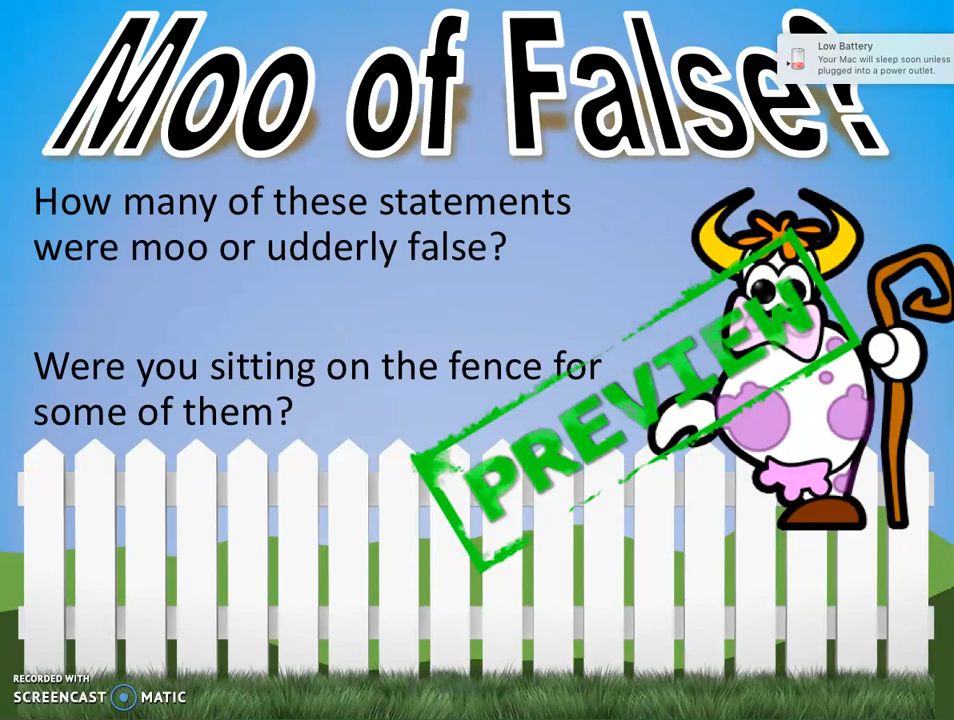 Moo of False?
Low Battery
Your Mac will sleep soon unless
plugged into a power outlet.
How many of these statements
were moo or udderly false?
Were you sitting on the fence for
some of them?
PREVIEW
RECORDED WITH
SCREENCAST MATIC